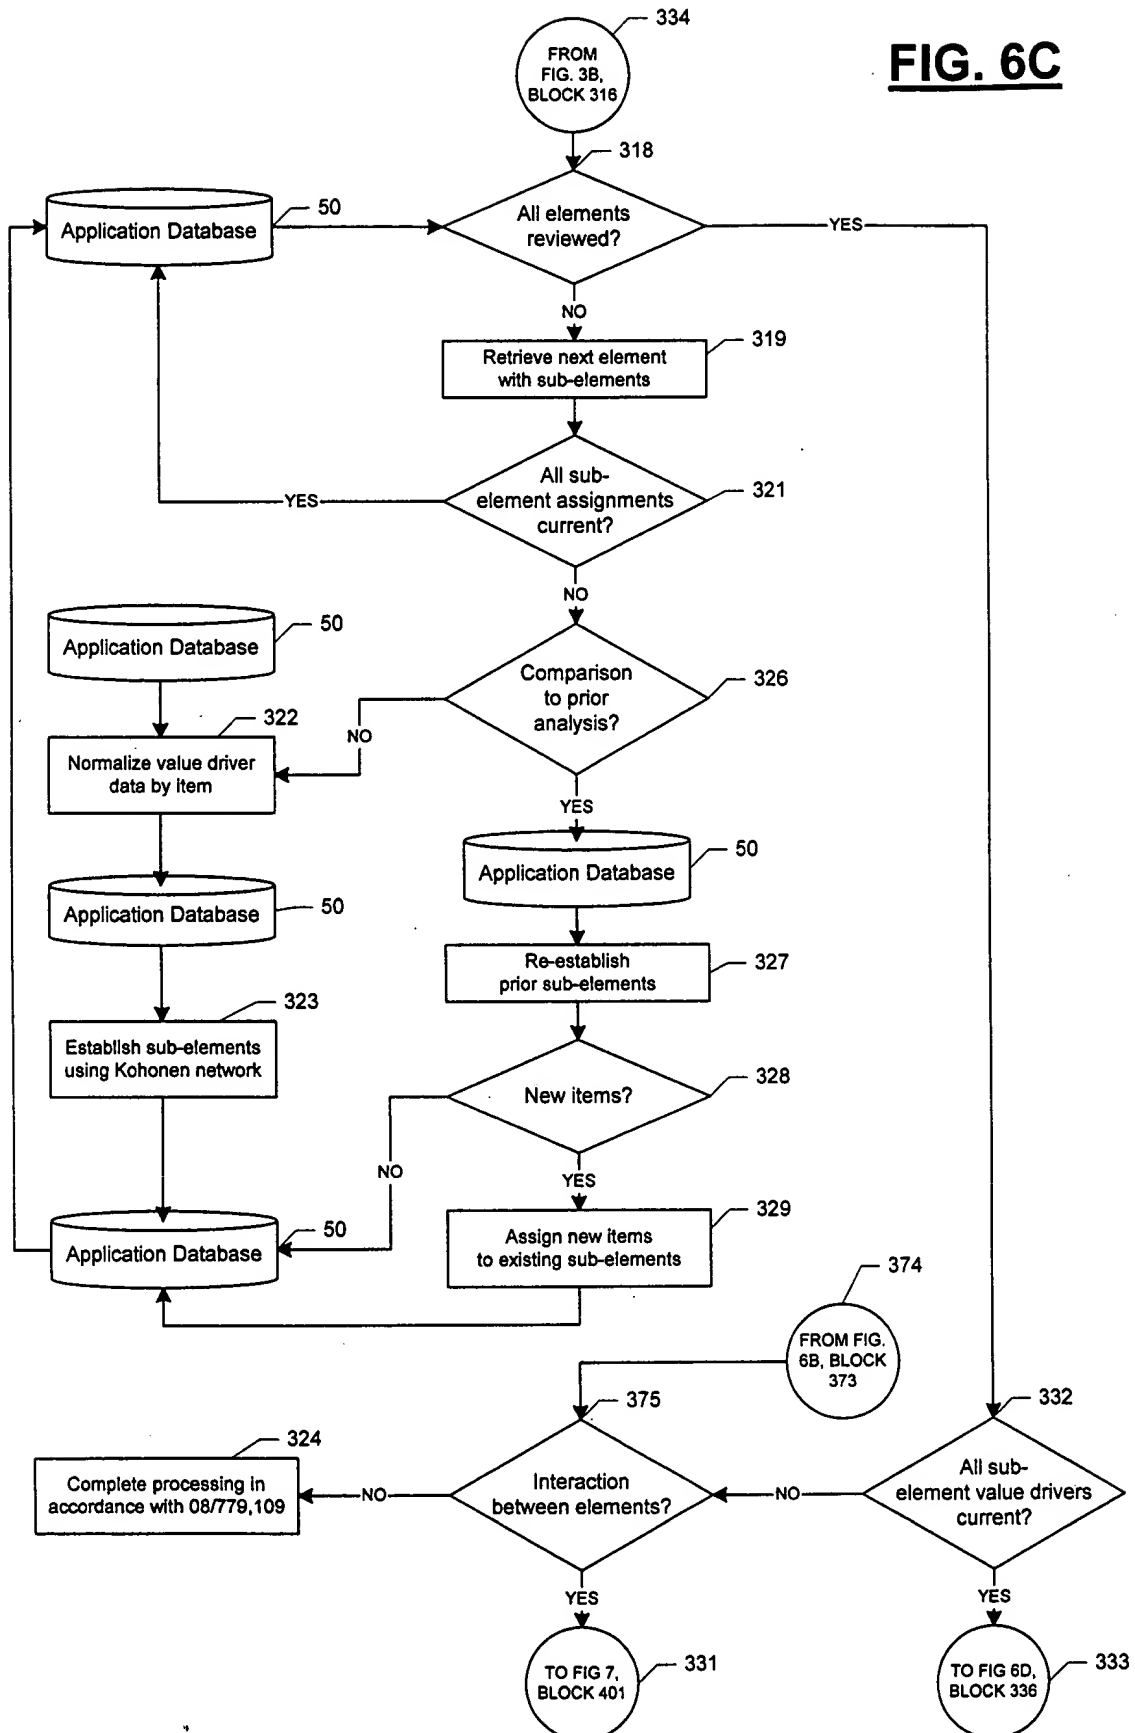 334
FROM
FIG. 3B,
BLOCK 316
FIG. 6C
318
50
Application Database
All elements
reviewed?
YES
NO
319
Retrieve next element
with sub-elements
All sub-
element assignments
current?
321
YES
NO
50
Application Database
Comparison
to prior
analysis?
326
322
NO
Normalize value driver
data by item
YES
50
Application Database
50
Application Database
Re-establish
prior sub-elements
327
323
Establish sub-elements
using Kohonen network
New items?
328
NO
YES
50
Application Database
329
Assign new items
to existing sub-elements
374
FROM FIG.
6B, BLOCK
373
375
332
324
Complete processing in
accordance with 08/779,109
NO
Interaction
between elements?
NO
All sub-
element value drivers
current?
YES
YES
TO FIG 7,
BLOCK 401
331
TO FIG 6D,
BLOCK 336
333